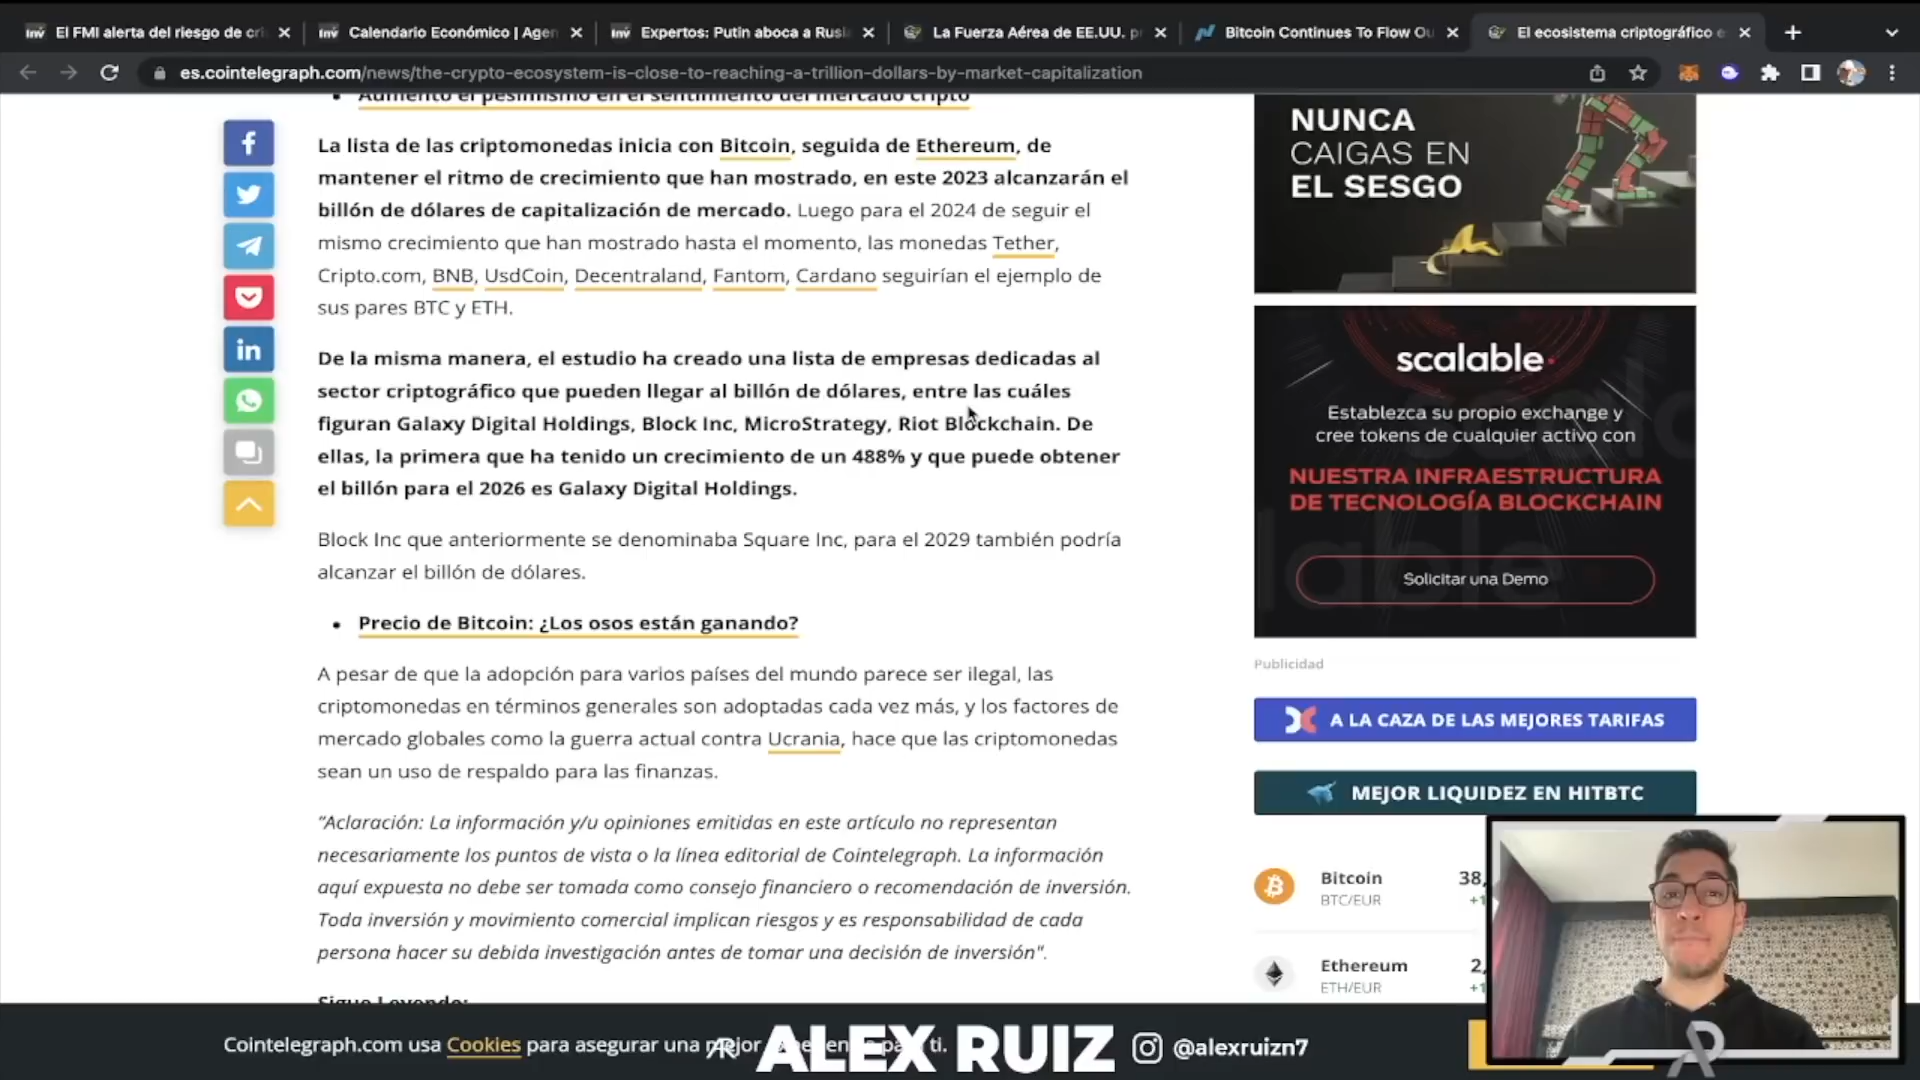 El FMI alerta del riesgo de cri
Calendario Económico | Agen
Expertos: Putin aboca a Rusi
La Fuerza Aérea de EE.UU. p
Bitcoin Continues To Flow Ou
El ecosistema criptográfico e
es.cointelegraph.com/news/the-crypto-ecosystem-is-close-to-reaching-a-trillion-dollars-by-market-capitalization
Aumentó el pesimismo en el sentimiento del mercado cripto
La lista de las criptomonedas inicia con Bitcoin, seguida de Ethereum, de
mantener el ritmo de crecimiento que han mostrado, en este 2023 alcanzarán el
billón de dólares de capitalización de mercado. Luego para el 2024 de seguir el
mismo crecimiento que han mostrado hasta el momento, las monedas Tether,
Cripto.com, BNB, UsdCoin, Decentraland, Fantom, Cardano seguirían el ejemplo de
sus pares BTC y ETH.
De la misma manera, el estudio ha creado una lista de empresas dedicadas al
sector criptográfico que pueden llegar al billón de dólares, entre las cuáles
figuran Galaxy Digital Holdings, Block Inc, MicroStrategy, Riot Blockchain. De
ellas, la primera que ha tenido un crecimiento de un 488% y que puede obtener
el billón para el 2026 es Galaxy Digital Holdings.
Block Inc que anteriormente se denominaba Square Inc, para el 2029 también podría
alcanzar el billón de dólares.
• Precio de Bitcoin: ¿Los osos están ganando?
A pesar de que la adopción para varios países del mundo parece ser ilegal, las
criptomonedas en términos generales son adoptadas cada vez más, y los factores de
mercado globales como la guerra actual contra Ucrania, hace que las criptomonedas
sean un uso de respaldo para las finanzas.
"Aclaración: La información y/u opiniones emitidas en este artículo no representan
necesariamente los puntos de vista o la línea editorial de Cointelegraph. La información
aquí expuesta no debe ser tomada como consejo financiero o recomendación de inversión.
Toda inversión y movimiento comercial implican riesgos y es responsabilidad de cada
persona hacer su debida investigación antes de tomar una decisión de inversión".
Sigue Leyendo:
NUNCA
CAIGAS EN
EL SESGO
scalable
Establezca su propio exchange y
cree tokens de cualquier activo con
NUESTRA INFRAESTRUCTURA
DE TECNOLOGÍA BLOCKCHAIN
Solicitar una Demo
Publicidad
A LA CAZA DE LAS MEJORES TARIFAS
MEJOR LIQUIDEZ EN HITBTC
Bitcoin 38,
BTC/EUR +1
Ethereum 2,
ETH/EUR +1
Cointelegraph.com usa Cookies para asegurar una mejor para ti.
ALEX RUIZ @alexruizn7